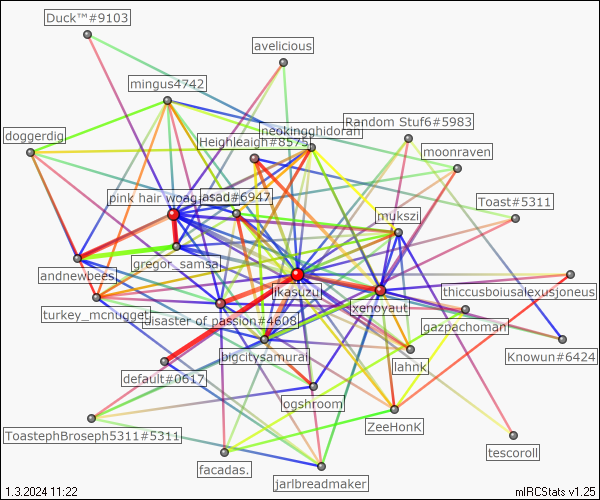 Duck™#9103
avelicious
mingus4742
Random Stuf6#5983
neokingghidoran
doggerdig
Heighleaigh#8575
moonraven
pink hair woaga
asad#6947
Toast#5311
mukszi
gregor_samsa
andnewbees
ikasuzu
thiccusboiusalexusjoneus
xenovaut
turkey_mcnugget
disaster of passion#4608
gazpachoman
bigcitysamurai
Knowun#6424
lahnk
default#0617
ogshroom
ZeeHonK
ToastephBroseph5311#5311
tescoroll
facadas.
jarlbreadmaker
1.3.2024 11:22
mIRCStats v1.25